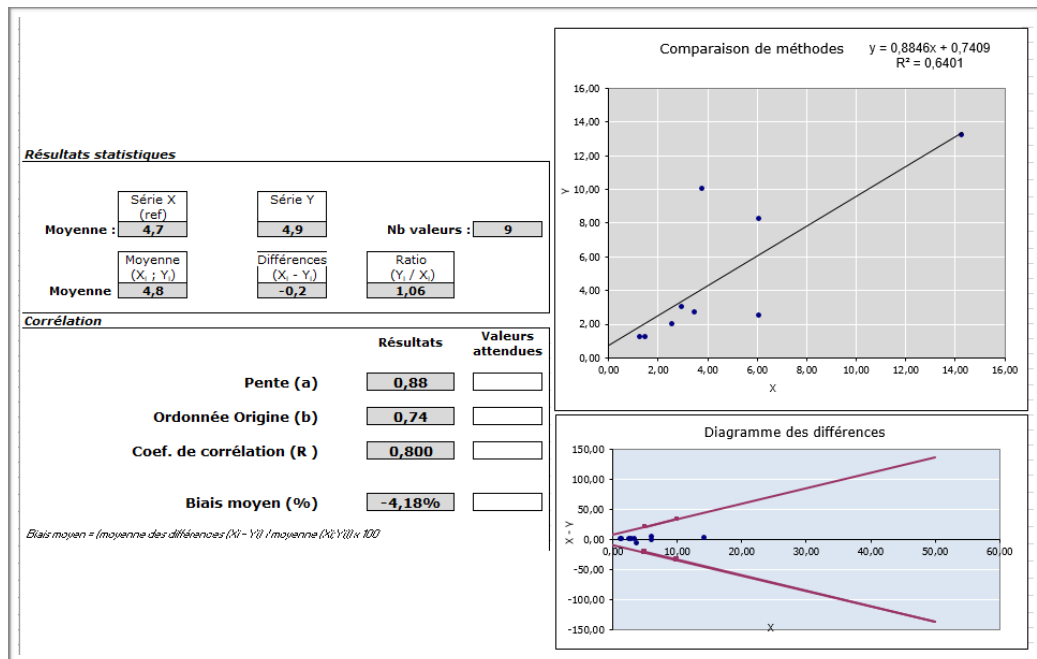 Résultats statistiques
Série X
(ref)
Série Y
Moyenne : 4,7 4,9 Nb valeurs : 9
Moyenne
(Xi ; Yi)
Différences
(Xi - Yi)
Ratio
(Yi / Xi)
Moyenne 4,8 -0,2 1,06
Corrélation
Résultats
Valeurs
attendues
Pente (a) 0,88
Ordonnée Origine (b) 0,74
Coef. de corrélation (R ) 0,800
Biais moyen (%) -4,18%
Biais moyen = (moyenne des différences (Xi - Yi) / moyenne (Xi;Yi)) x 100
Comparaison de méthodes
y = 0,8846x + 0,7409
R² = 0,6401
16,00
14,00
12,00
10,00
8,00
6,00
4,00
2,00
0,00
Y
0,00 2,00 4,00 6,00 8,00 10,00 12,00 14,00 16,00
X
Diagramme des différences
150,00
100,00
50,00
0,00
-50,00
-100,00
-150,00
X - Y
0,00 10,00 20,00 30,00 40,00 50,00 60,00
X